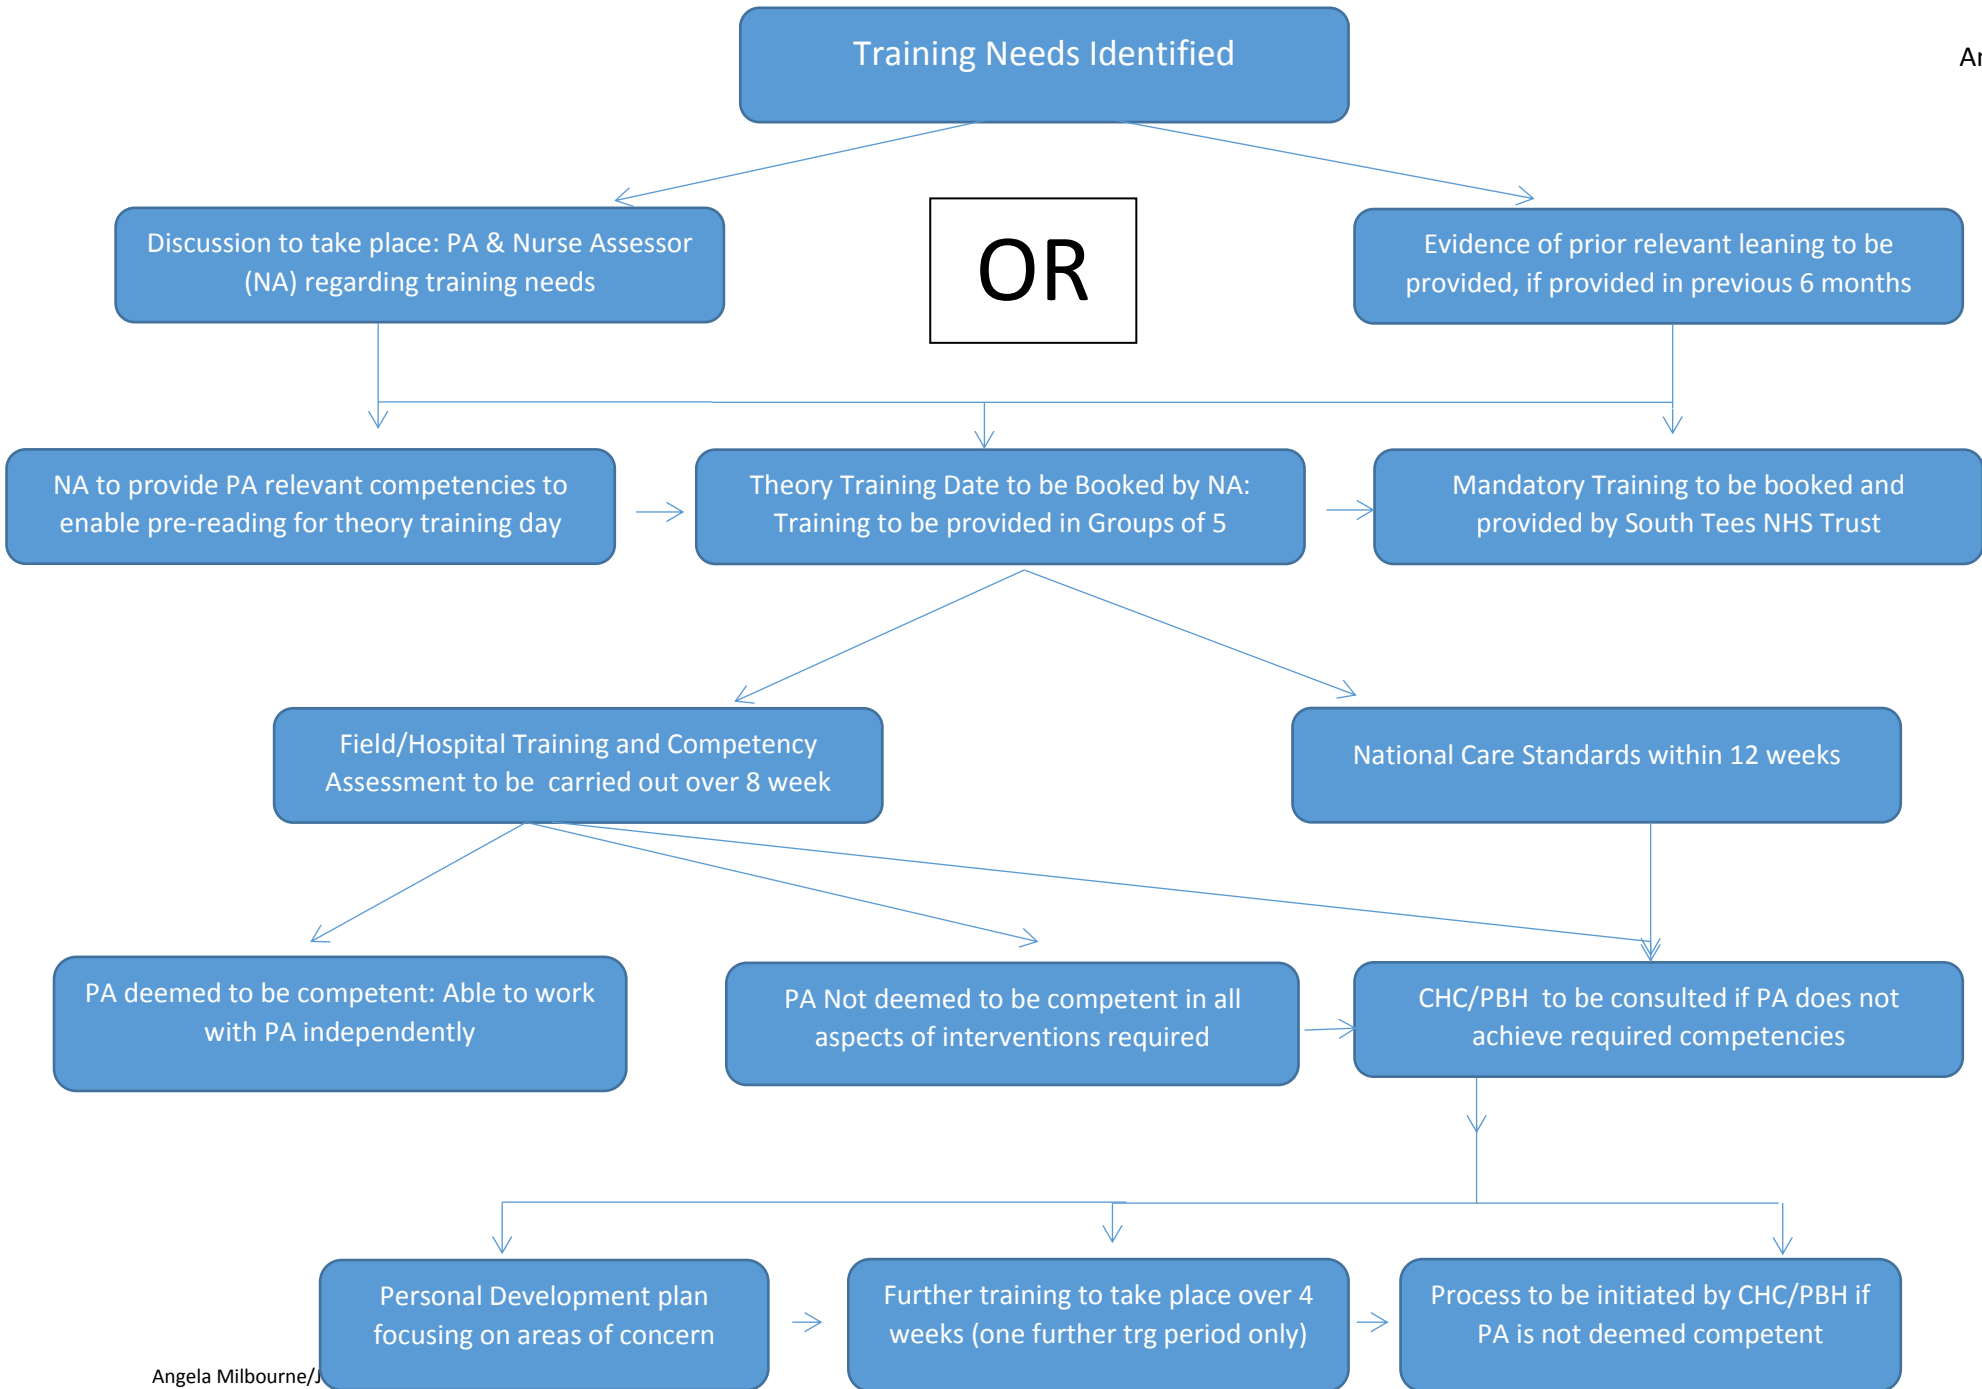 Training Needs Identified
Discussion to take place: PA & Nurse Assessor
(NA) regarding training needs
OR
Evidence of prior relevant leaning to be
provided, if provided in previous 6 months
NA to provide PA relevant competencies to
enable pre-reading for theory training day
Theory Training Date to be Booked by NA:
Training to be provided in Groups of 5
Mandatory Training to be booked and
provided by South Tees NHS Trust
Field/Hospital Training and Competency
Assessment to be carried out over 8 week
National Care Standards within 12 weeks
PA deemed to be competent: Able to work
with PA independently
PA Not deemed to be competent in all
aspects of interventions required
CHC/PBH to be consulted if PA does not
achieve required competencies
Personal Development plan
focusing on areas of concern
Further training to take place over 4
weeks (one further trg period only)
Process to be initiated by CHC/PBH if
PA is not deemed competent
Angela Milbourne/